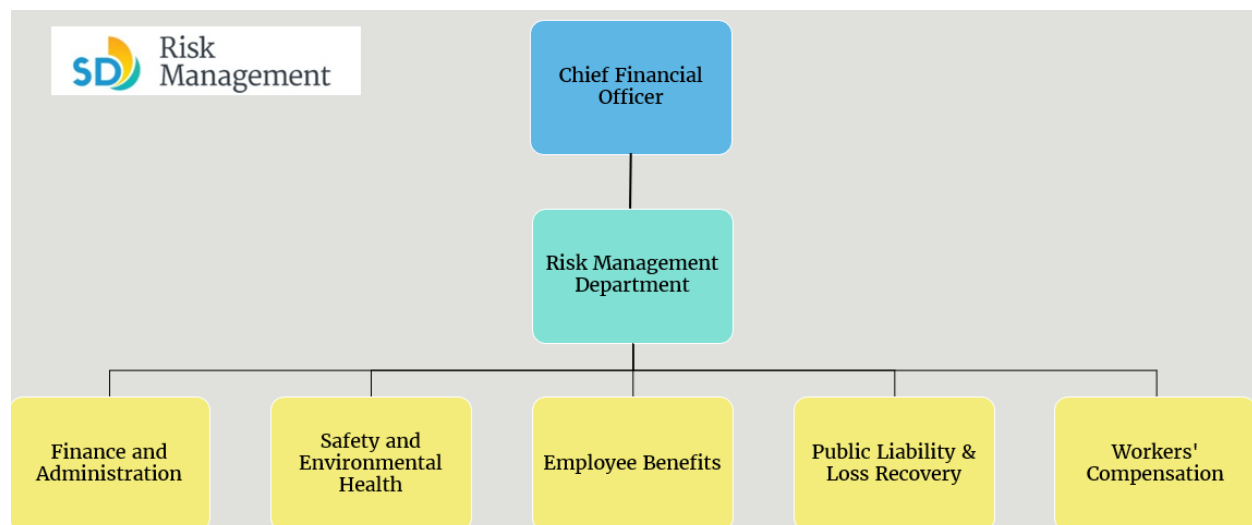 SD
Risk
Management
Chief Financial
Officer
Risk Management
Department
Finance and
Administration
Safety and
Environmental
Health
Employee Benefits
Public Liability &
Loss Recovery
Workers'
Compensation